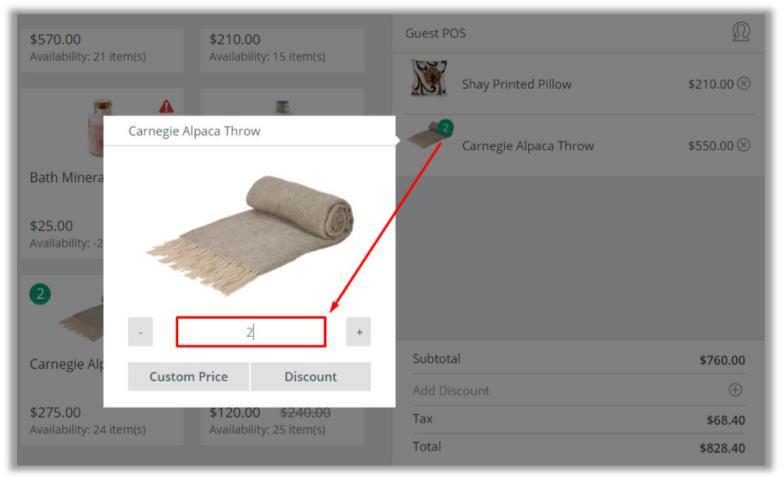 $570.00
Availability: 21 item(s)
$210.00
Availability: 15 item(s)
Guest POS
Shay Printed Pillow
$210.00
2
Carnegie Alpaca Throw
$550.00
Carnegie Alpaca Throw
Bath Minera
$25.00
Availability: -2
2
-
2
+
Custom Price
Discount
Carnegie Alp
$275.00
Availability: 24 item(s)
$120.00 $240.00
Availability: 25 item(s)
Subtotal
$760.00
Add Discount
Tax
$68.40
Total
$828.40